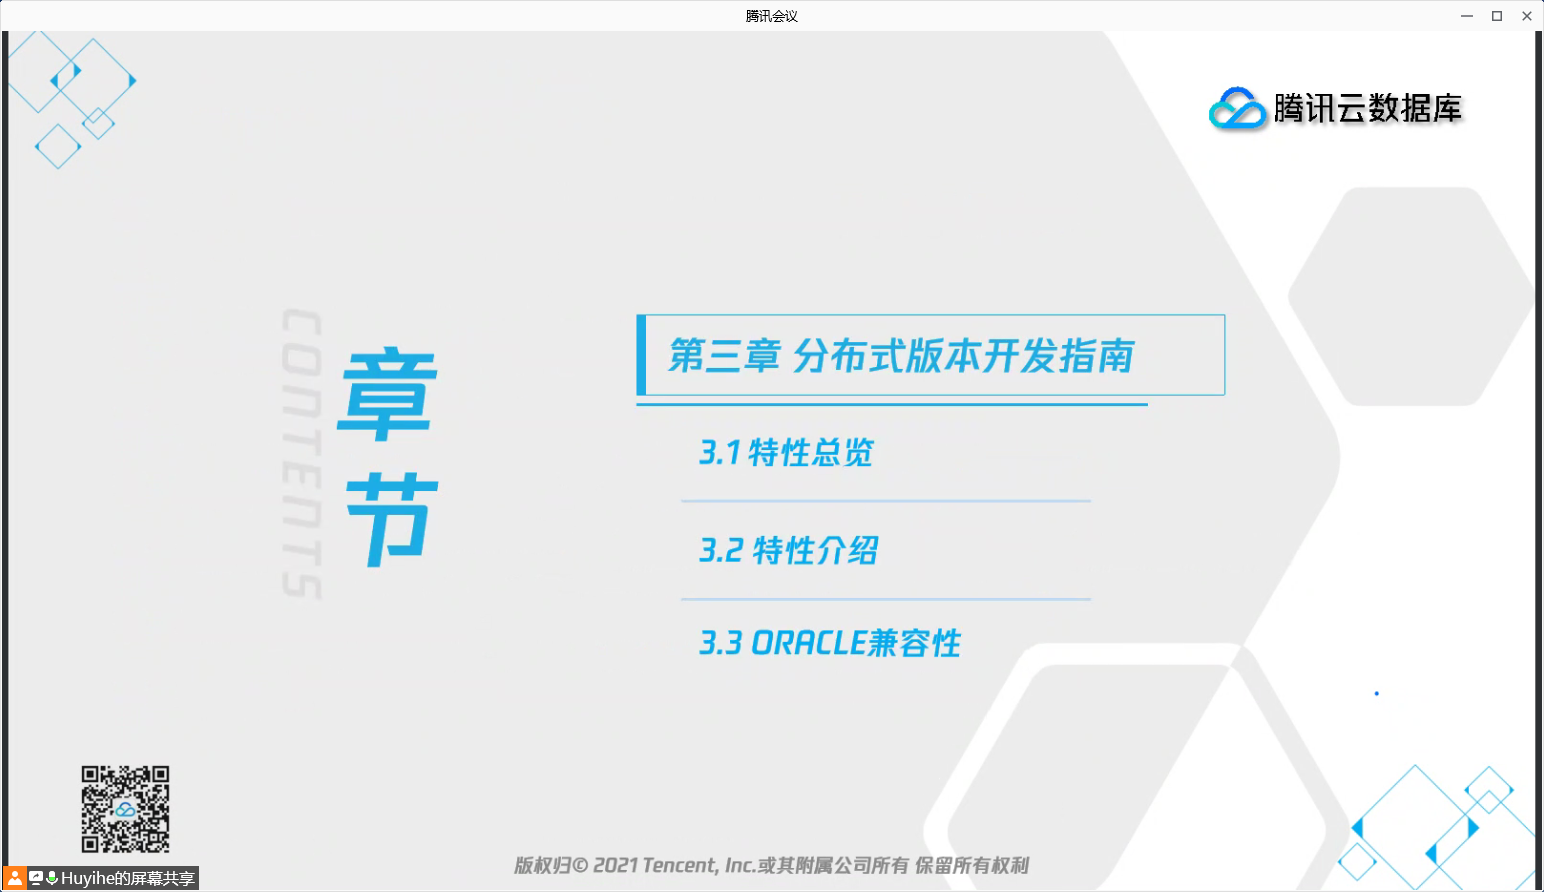 腾讯会议
腾讯云数据库
CONTENTS
章节
第三章 分布式版本开发指南
3.1 特性总览
3.2 特性介绍
3.3 ORACLE兼容性
版权归© 2021 Tencent, Inc.或其附属公司所有 保留所有权利
Huyihe的屏幕共享